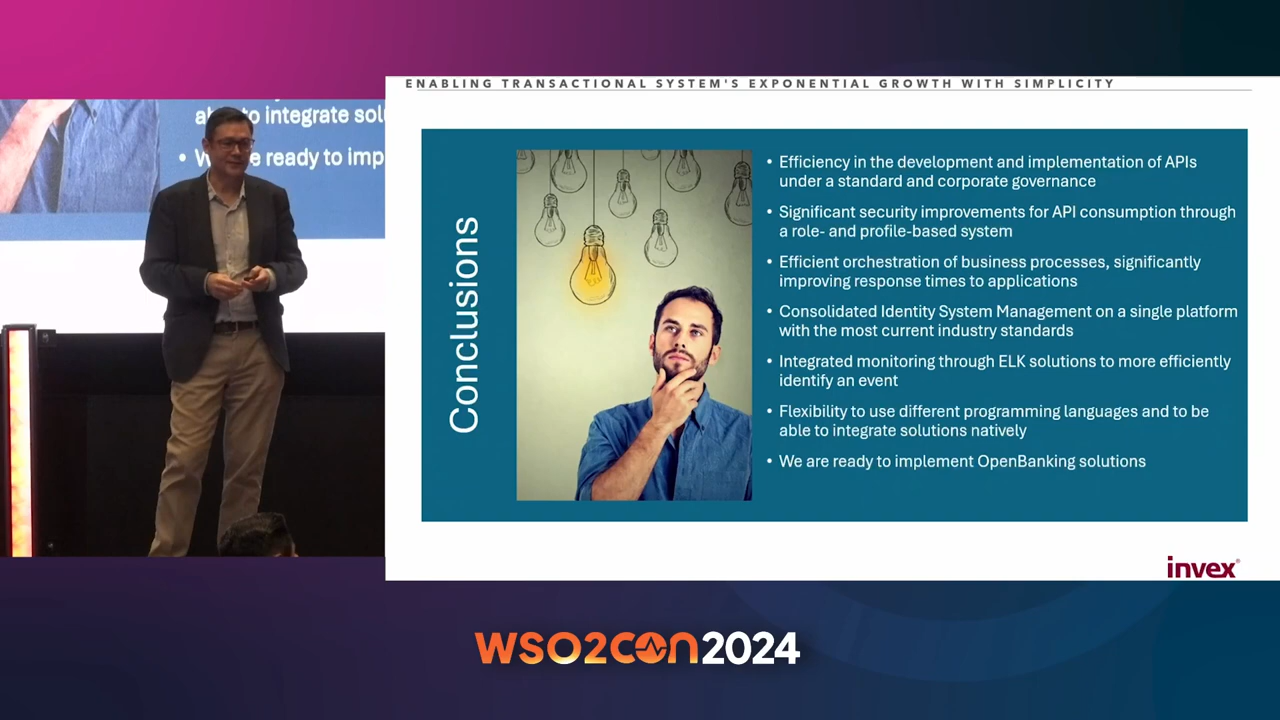 ENABLING TRANSACTIONAL SYSTEM'S EXPONENTIAL GROWTH WITH SIMPLICITY
to integrate sol
ready to imp
Conclusions
• Efficiency in the development and implementation of APIs
under a standard and corporate governance
• Significant security improvements for API consumption through
a role- and profile-based system
• Efficient orchestration of business processes, significantly
improving response times to applications
• Consolidated Identity System Management on a single platform
with the most current industry standards
• Integrated monitoring through ELK solutions to more efficiently
identify an event
• Flexibility to use different programming languages and to be
able to integrate solutions natively
• We are ready to implement OpenBanking solutions
invex®
WSO2CON2024